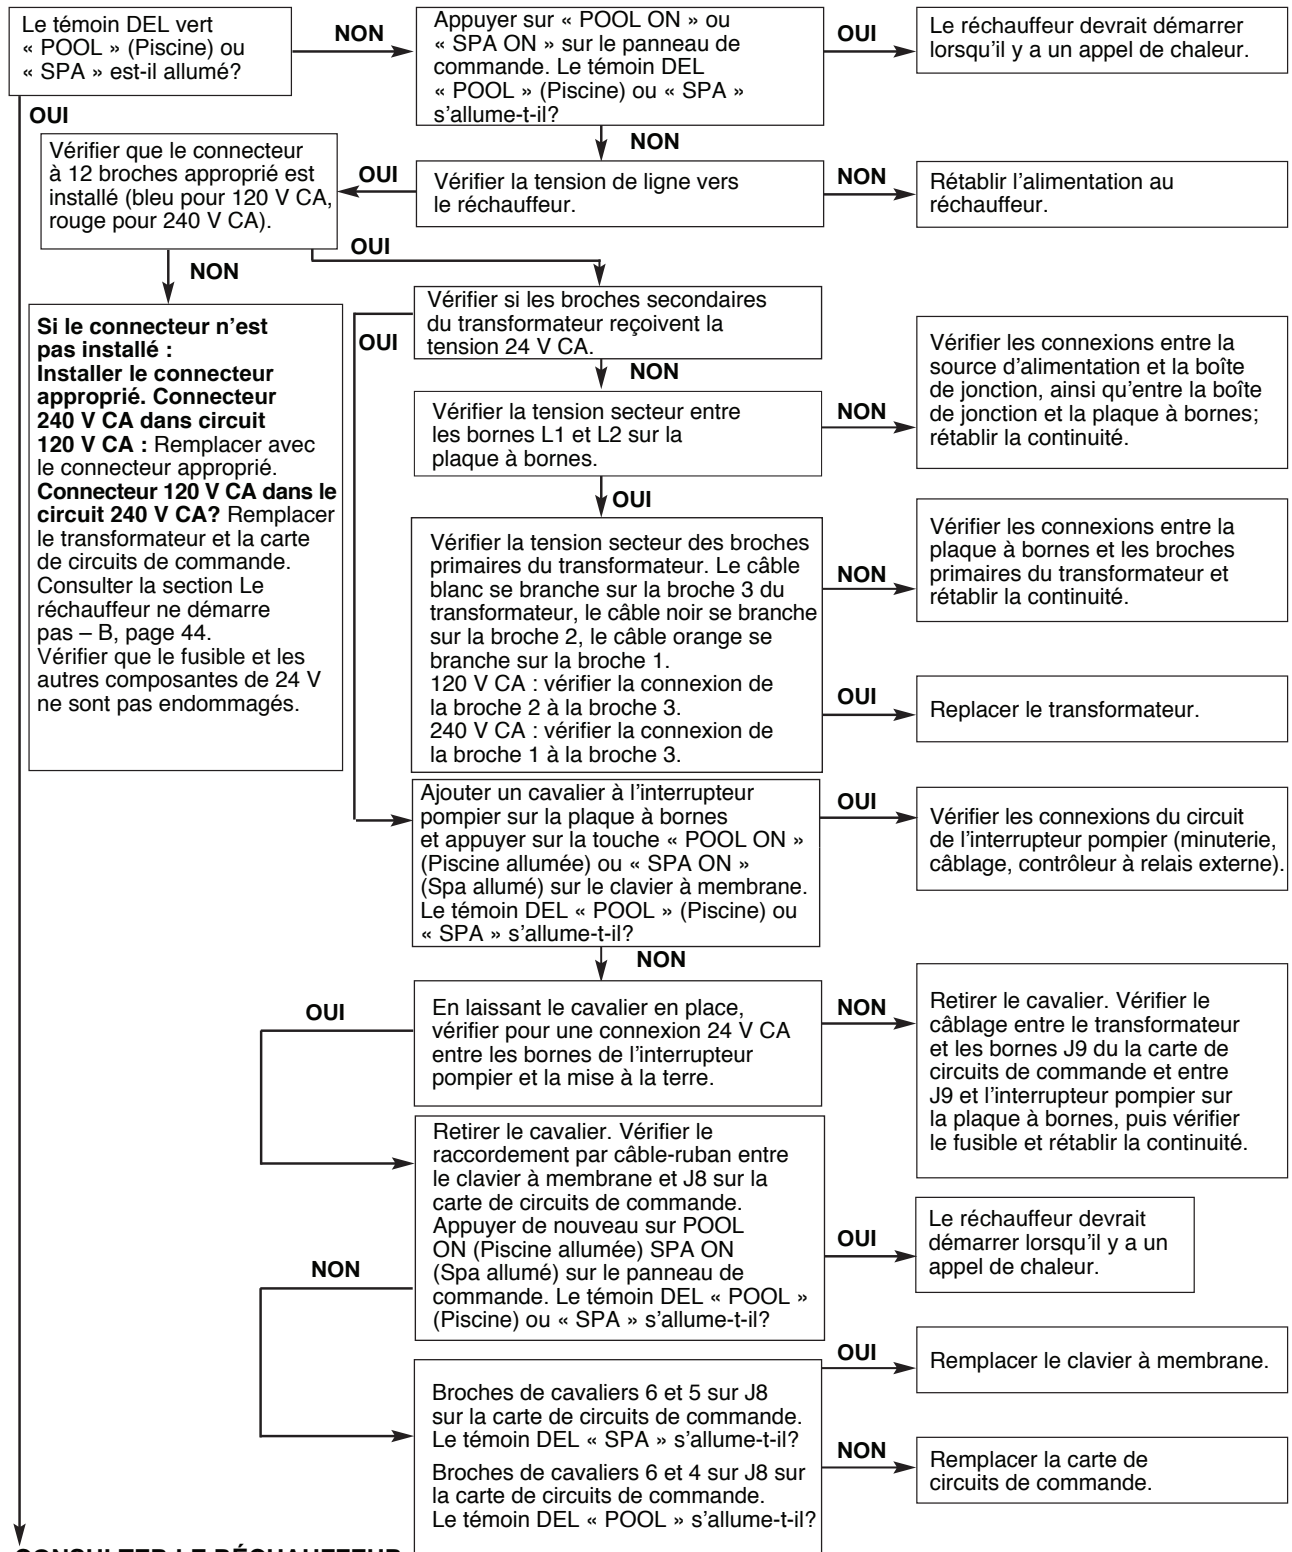 Le témoin DEL vert
« POOL » (Piscine) ou
« SPA » est-il allumé?
NON
Appuyer sur « POOL ON » ou
« SPA ON » sur le panneau de
commande. Le témoin DEL
« POOL » (Piscine) ou « SPA »
s'allume-t-il?
OUI
Le réchauffeur devrait démarrer
lorsqu'il y a un appel de chaleur.
OUI
NON
Vérifier que le connecteur
à 12 broches approprié est
installé (bleu pour 120 V CA,
rouge pour 240 V CA).
OUI
Vérifier la tension de ligne vers
le réchauffeur.
NON
Rétablir l'alimentation au
réchauffeur.
OUI
NON
Si le connecteur n'est
pas installé :
Installer le connecteur
approprié. Connecteur
240 V CA dans circuit
120 V CA : Remplacer avec
le connecteur approprié.
Connecteur 120 V CA dans le
circuit 240 V CA? Remplacer
le transformateur et la carte
de circuits de commande.
Consulter la section Le
réchauffeur ne démarre
pas – B, page 44.
Vérifier que le fusible et les
autres composantes de 24 V
ne sont pas endommagés.
OUI
Vérifier si les broches secondaires
du transformateur reçoivent la
tension 24 V CA.
NON
Vérifier la tension secteur entre
les bornes L1 et L2 sur la
plaque à bornes.
NON
Vérifier les connexions entre la
source d'alimentation et la boîte
de jonction, ainsi qu'entre la boîte
de jonction et la plaque à bornes;
rétablir la continuité.
OUI
Vérifier la tension secteur des broches
primaires du transformateur. Le câble
blanc se branche sur la broche 3 du
transformateur, le câble noir se branche
sur la broche 2, le câble orange se
branche sur la broche 1.
120 V CA : vérifier la connexion de
la broche 2 à la broche 3.
240 V CA : vérifier la connexion de
la broche 1 à la broche 3.
NON
Vérifier les connexions entre la
plaque à bornes et les broches
primaires du transformateur et
rétablir la continuité.
OUI
Replacer le transformateur.
Ajouter un cavalier à l'interrupteur
pompier sur la plaque à bornes
et appuyer sur la touche « POOL ON »
(Piscine allumée) ou « SPA ON »
(Spa allumé) sur le clavier à membrane.
Le témoin DEL « POOL » (Piscine) ou
« SPA » s'allume-t-il?
OUI
Vérifier les connexions du circuit
de l'interrupteur pompier (minuterie,
câblage, contrôleur à relais externe).
NON
OUI
En laissant le cavalier en place,
vérifier pour une connexion 24 V CA
entre les bornes de l'interrupteur
pompier et la mise à la terre.
NON
Retirer le cavalier. Vérifier le
câblage entre le transformateur
et les bornes J9 du la carte de
circuits de commande et entre
J9 et l'interrupteur pompier sur
la plaque à bornes, puis vérifier
le fusible et rétablir la continuité.
Retirer le cavalier. Vérifier le
raccordement par câble-ruban entre
le clavier à membrane et J8 sur la
carte de circuits de commande.
Appuyer de nouveau sur POOL
ON (Piscine allumée) SPA ON
(Spa allumé) sur le panneau de
commande. Le témoin DEL « POOL »
(Piscine) ou « SPA » s'allume-t-il?
OUI
Le réchauffeur devrait
démarrer lorsqu'il y a un
appel de chaleur.
NON
Broches de cavaliers 6 et 5 sur J8
sur la carte de circuits de commande.
Le témoin DEL « SPA » s'allume-t-il?
Broches de cavaliers 6 et 4 sur J8 sur
la carte de circuits de commande.
Le témoin DEL « POOL » s'allume-t-il?
OUI
Remplacer le clavier à membrane.
NON
Remplacer la carte de
circuits de commande.
CONSULTER LE RÉCHAUFFEUR